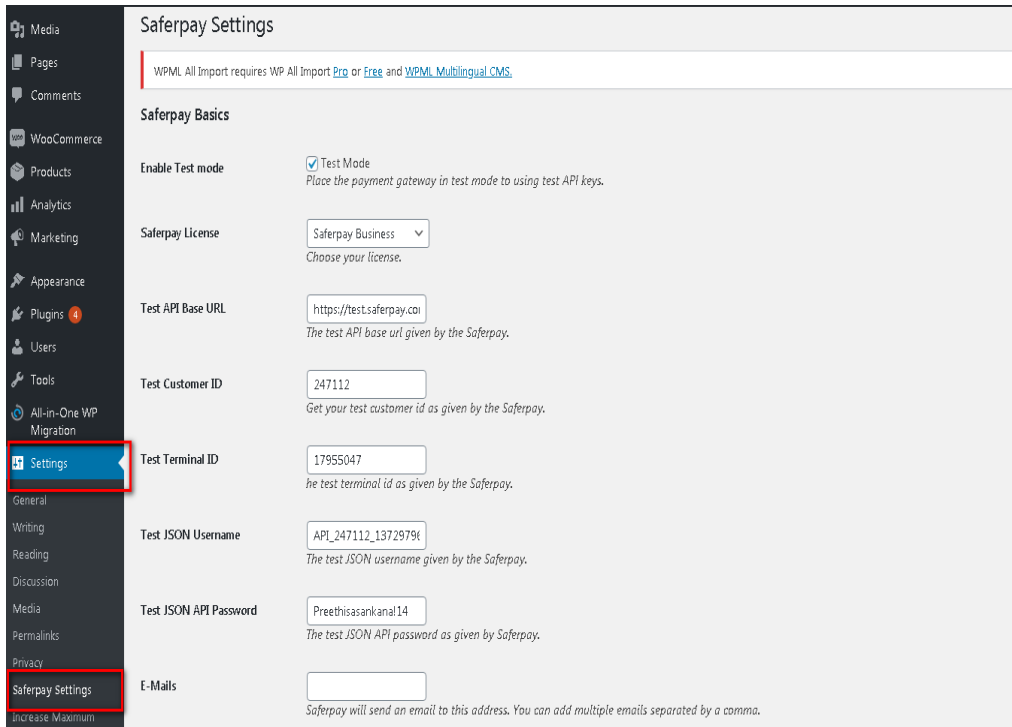 Media
Pages
Comments
WooCommerce
Products
Analytics
Marketing
Appearance
Plugins 4
Users
Tools
All-in-One WP
Migration
Settings
General
Writing
Reading
Discussion
Media
Permalinks
Privacy
Saferpay Settings
Increase Maximum
Saferpay Settings
WPML All Import requires WP All Import Pro or Free and WPML Multilingual CMS.
Saferpay Basics
Enable Test mode
Test Mode
Place the payment gateway in test mode to using test API keys.
Saferpay License
Saferpay Business
Choose your license.
Test API Base URL
https://test.saferpay.co
The test API base url given by the Saferpay.
Test Customer ID
247112
Get your test customer id as given by the Saferpay.
Test Terminal ID
17955047
he test terminal id as given by the Saferpay.
Test JSON Username
API_247112_1372979
The test JSON username given by the Saferpay.
Test JSON API Password
Preethisasankana!14
The test JSON API password as given by Saferpay.
E-Mails
Saferpay will send an email to this address. You can add multiple emails separated by a comma.